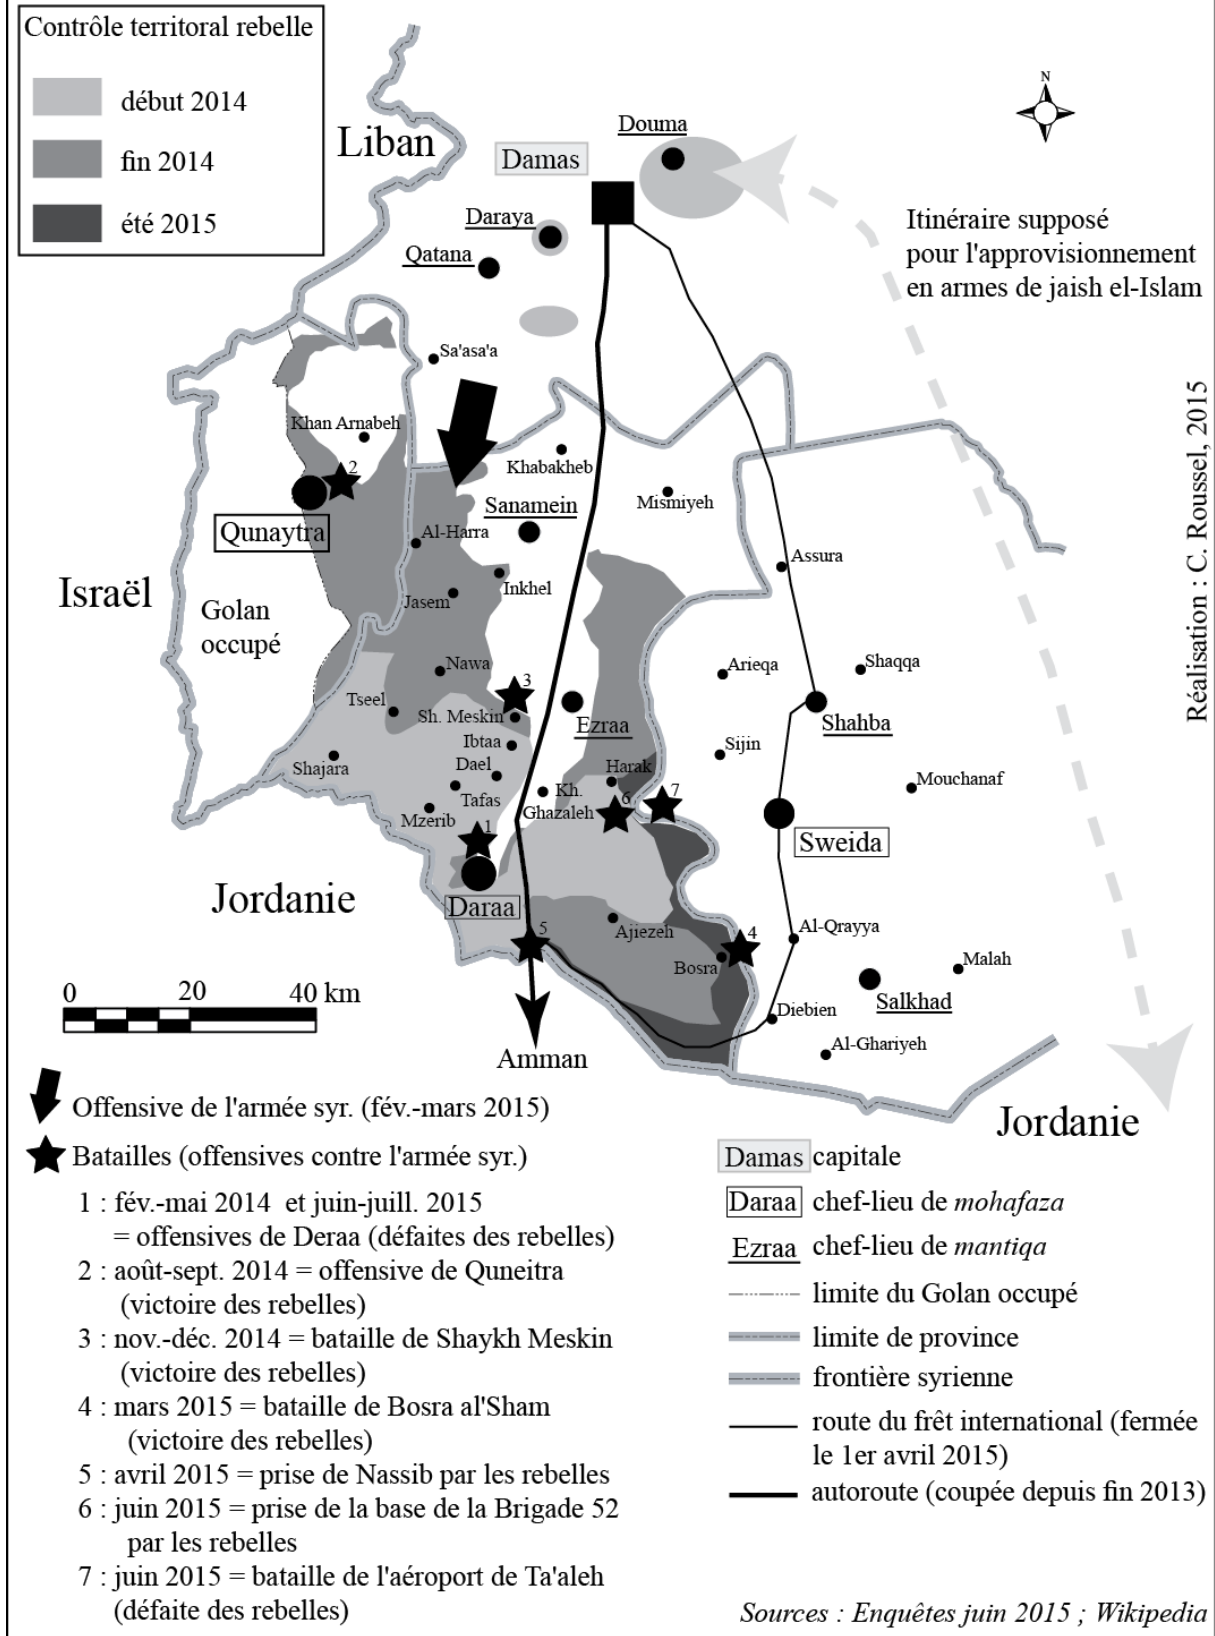 Contrôle territoral rebelle
début 2014
fin 2014
été 2015
Liban
Damas
Douma
Daraya
Qatana
N
Itinéraire supposé
pour l'approvisionnement
en armes de jaish el-Islam
Sa'asa'a
Khan Arnabeh
2
Qunaytra
Khabakheb
Sanamein
Mismiyeh
Al-Harra
Assura
Israël
Golan
occupé
Jasem
Inkhel
Nawa
3
Arieqa
Shaqqa
Tseel
Sh. Meskin
Ezraa
Shahba
Ibtaa
Sijin
Shajara
Dael
Harak
Mouchanaf
Tafas
Kh.
Ghazaleh
6
7
Mzerib
1
Sweida
Jordanie
Daraa
5
Ajiezeh
4
Al-Qrayya
Bosra
Malah
Salkhad
Diebien
Al-Ghariyeh
0 20 40 km
Amman
Jordanie
Réalisation : C. Roussel, 2015
Offensive de l'armée syr. (fév.-mars 2015)
Batailles (offensives contre l'armée syr.)
1 : fév.-mai 2014 et juin-juill. 2015
= offensives de Deraa (défaites des rebelles)
2 : août-sept. 2014 = offensive de Quneitra
(victoire des rebelles)
3 : nov.-déc. 2014 = bataille de Shaykh Meskin
(victoire des rebelles)
4 : mars 2015 = bataille de Bosra al'Sham
(victoire des rebelles)
5 : avril 2015 = prise de Nassib par les rebelles
6 : juin 2015 = prise de la base de la Brigade 52
par les rebelles
7 : juin 2015 = bataille de l'aéroport de Ta'aleh
(défaite des rebelles)
Damas capitale
Daraa chef-lieu de mohafaza
Ezraa chef-lieu de mantiqa
limite du Golan occupé
limite de province
frontière syrienne
route du frêt international (fermée
le 1er avril 2015)
autoroute (coupée depuis fin 2013)
Sources : Enquêtes juin 2015 ; Wikipedia